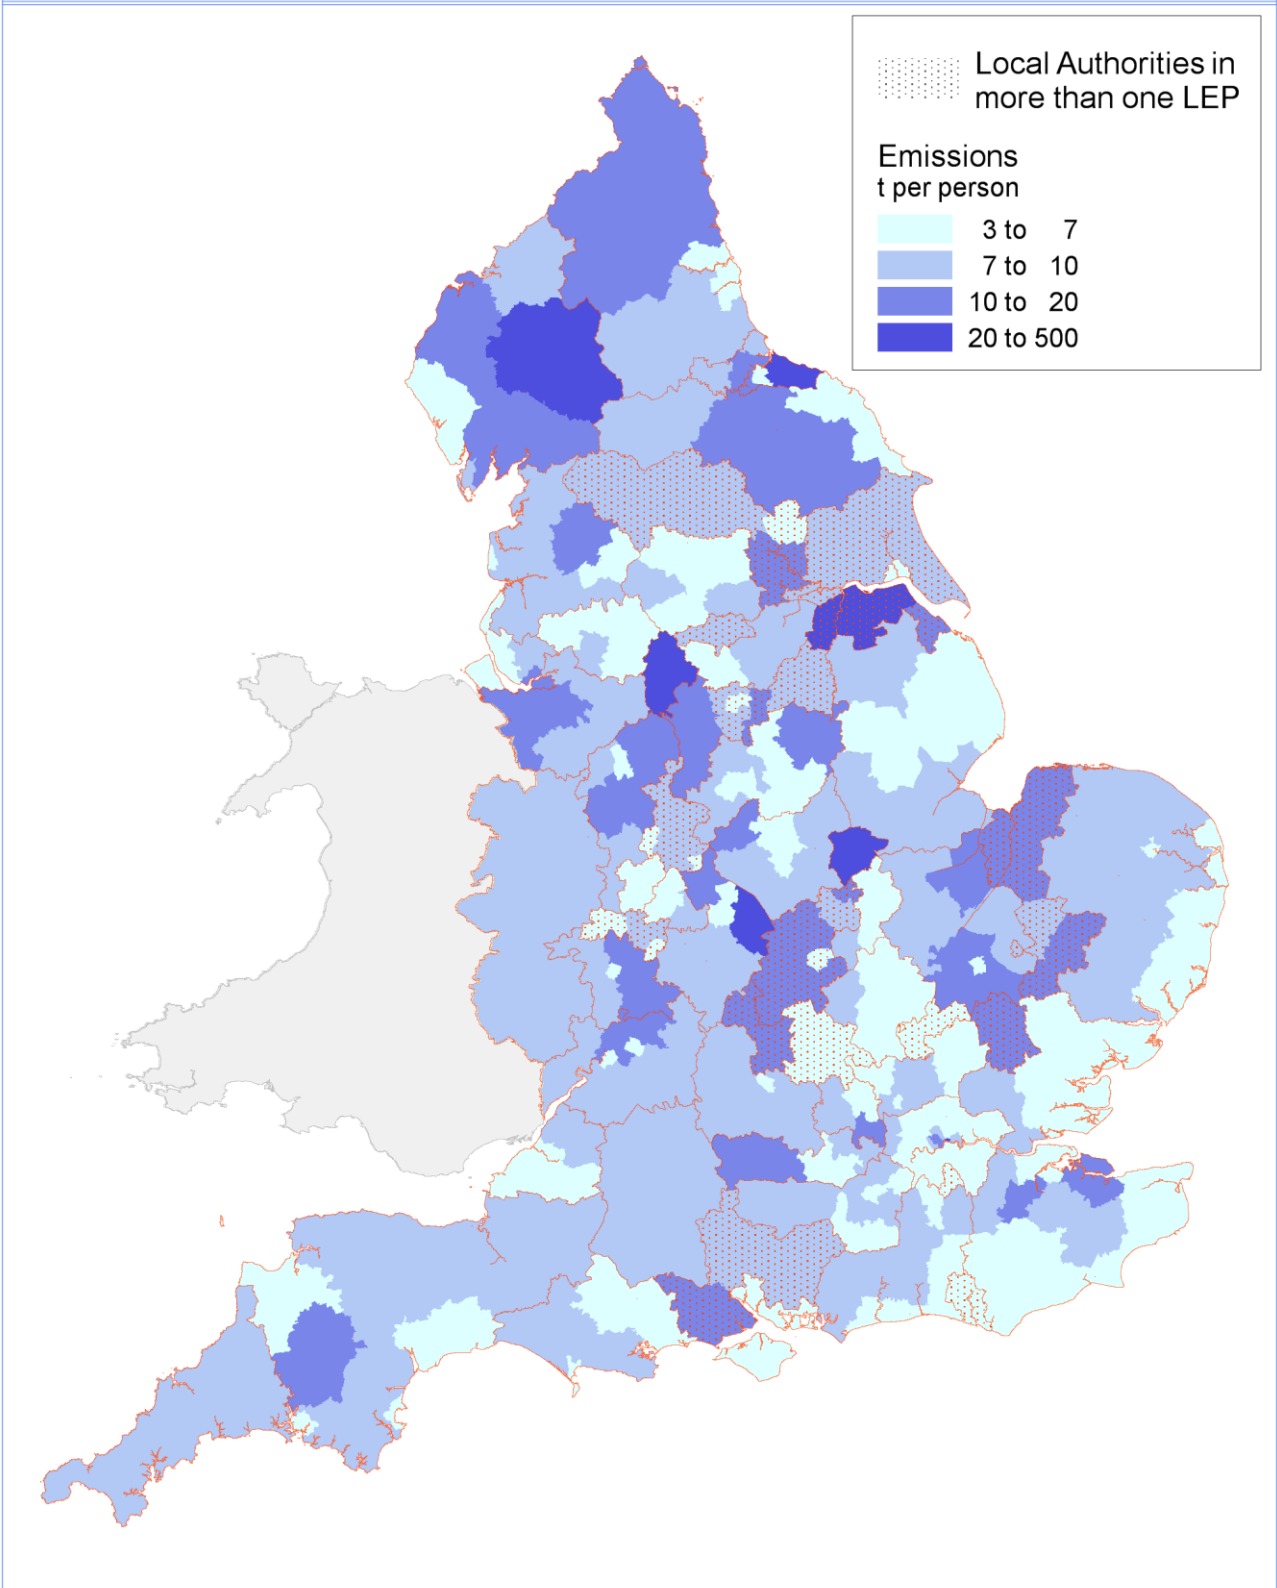 Local Authorities in
more than one LEP
Emissions
t per person
3 to 7
7 to 10
10 to 20
20 to 500